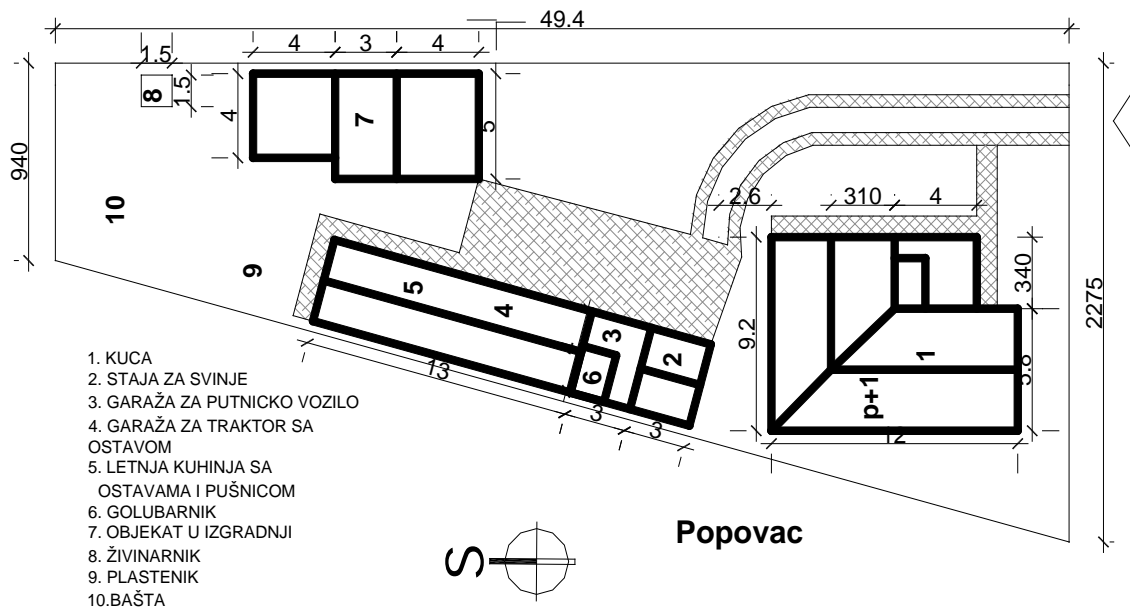 49.4
4 3 4
1.5
1.5
8
7
4
5
940
10
2.6
310
4
340
2275
9
5
4
3
2
6
9.2
1
5.8
p+1
12
13
3
3
1. KUCA
2. STAJA ZA SVINJE
3. GARAŽA ZA PUTNICKO VOZILO
4. GARAŽA ZA TRAKTOR SA
OSTAVOM
5. LETNJA KUHINJA SA
OSTAVAMA I PUŠNICOM
6. GOLUBARNIK
7. OBJEKAT U IZGRADNJI
8. ŽIVINARNIK
9. PLASTENIK
10.BAŠTA
Popovac
S